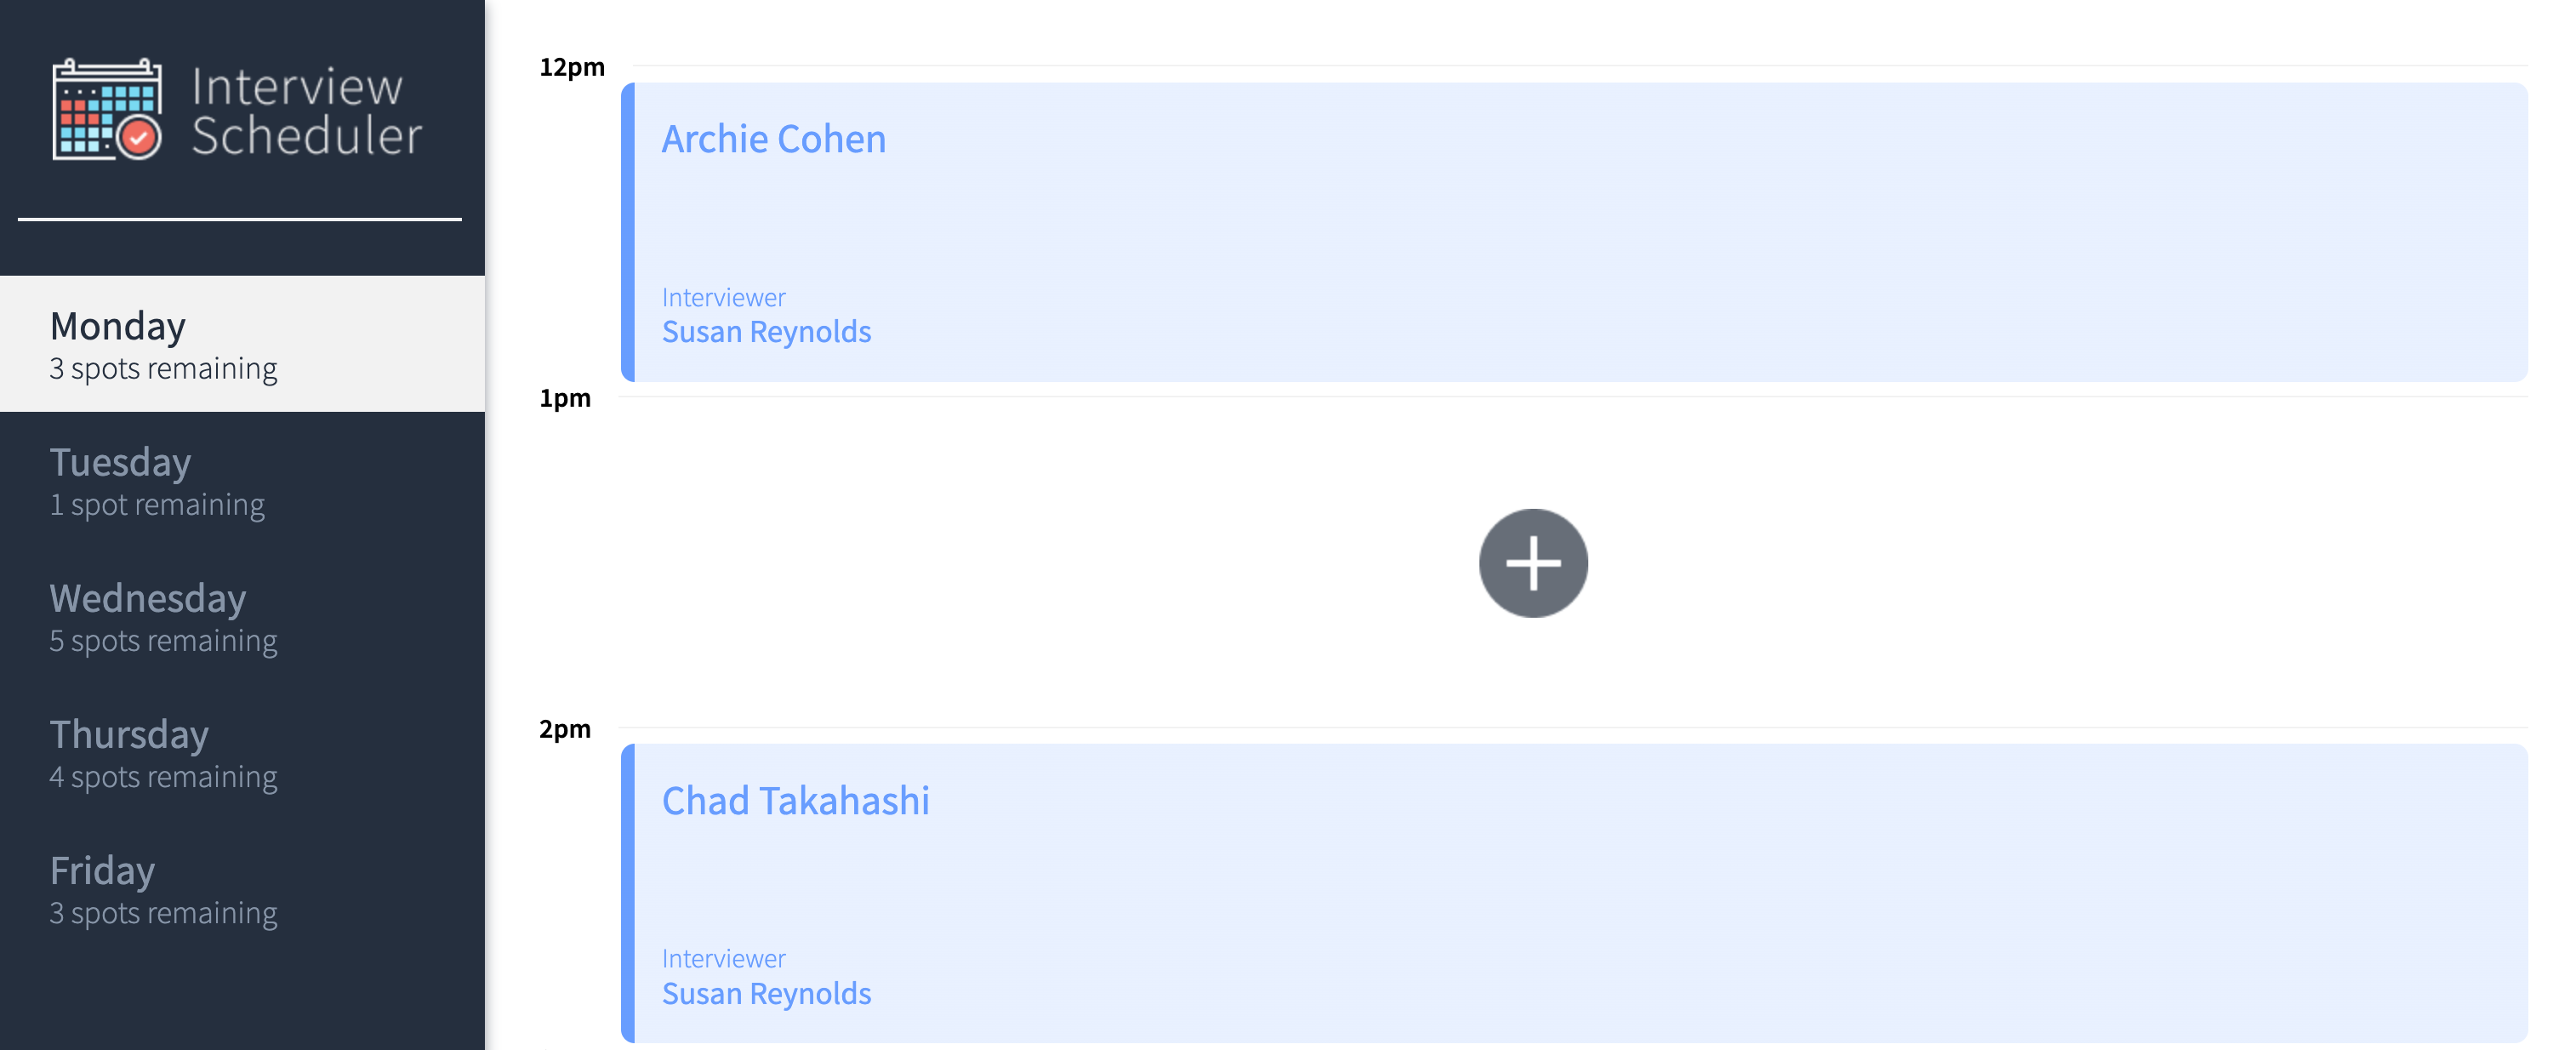 Interview
Scheduler
Monday
3 spots remaining
Tuesday
1 spot remaining
Wednesday
5 spots remaining
Thursday
4 spots remaining
Friday
3 spots remaining
12pm
Archie Cohen
Interviewer
Susan Reynolds
1pm
2pm
Chad Takahashi
Interviewer
Susan Reynolds